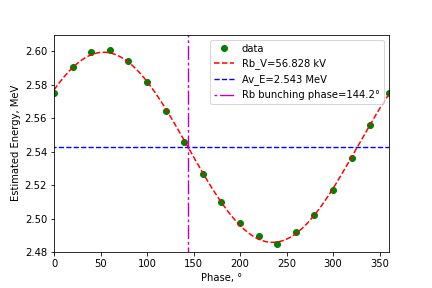 2.60
2.58
2.56
2.54
2.52
2.50
2.48
Estimated Energy, MeV
data
Rb_V=56.828 kV
Av_E=2.543 MeV
Rb bunching phase=144.2°
0
50
100
150
200
250
300
350
Phase, °